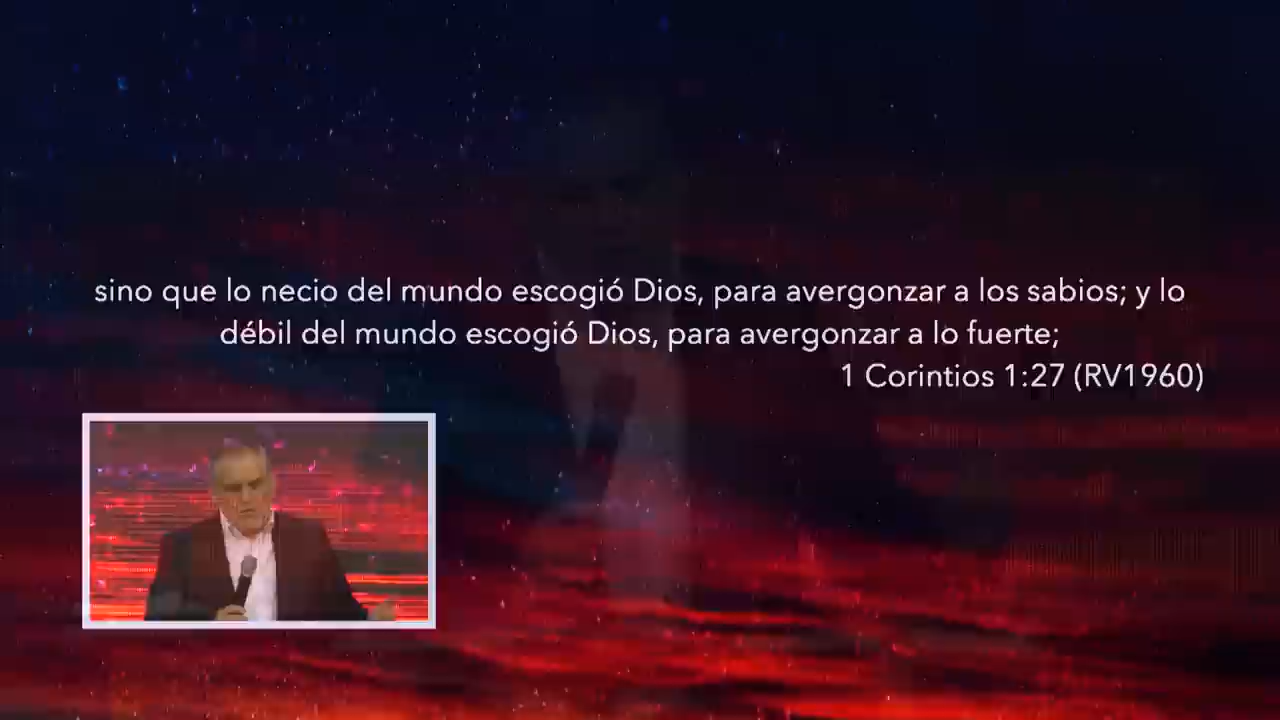 sino que lo necio del mundo escogió Dios, para avergonzar a los sabios; y lo
débil del mundo escogió Dios, para avergonzar a lo fuerte;
1 Corintios 1:27 (RV1960)